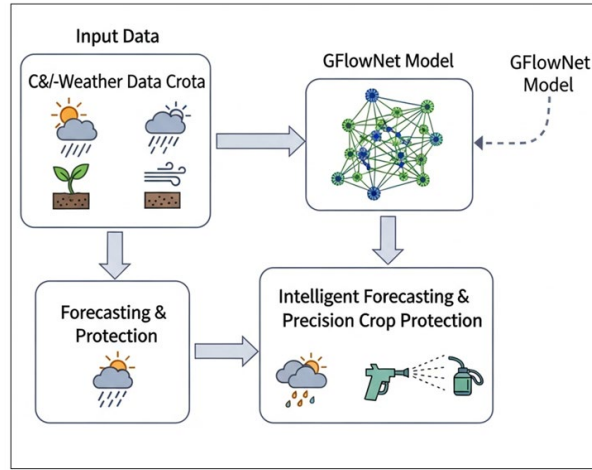 Input Data
C&/-Weather Data Crota
GFlowNet Model
GFlowNet
Model
Forecasting &
Protection
Intelligent Forecasting &
Precision Crop Protection